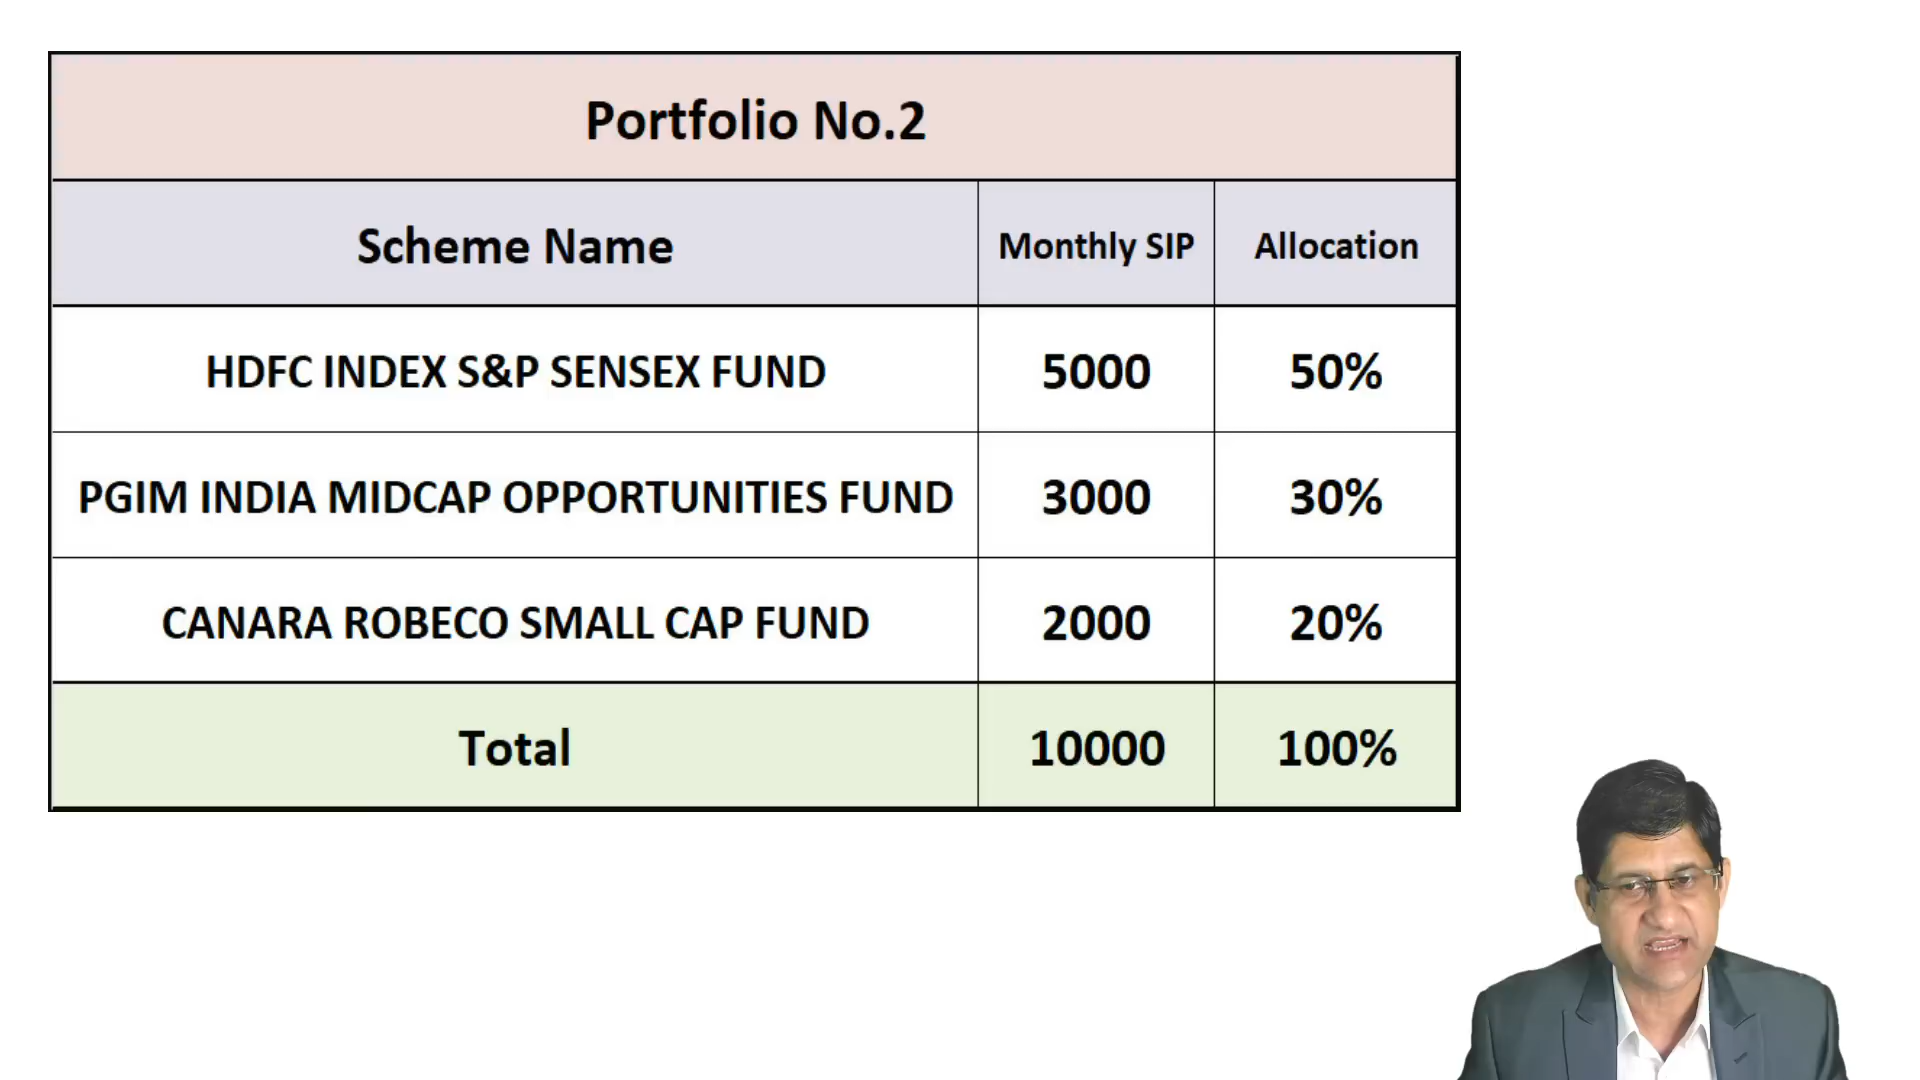 Portfolio No.2
Scheme Name Monthly SIP Allocation
HDFC INDEX S&P SENSEX FUND 5000 50%
PGIM INDIA MIDCAP OPPORTUNITIES FUND 3000 30%
CANARA ROBECO SMALL CAP FUND 2000 20%
Total 10000 100%